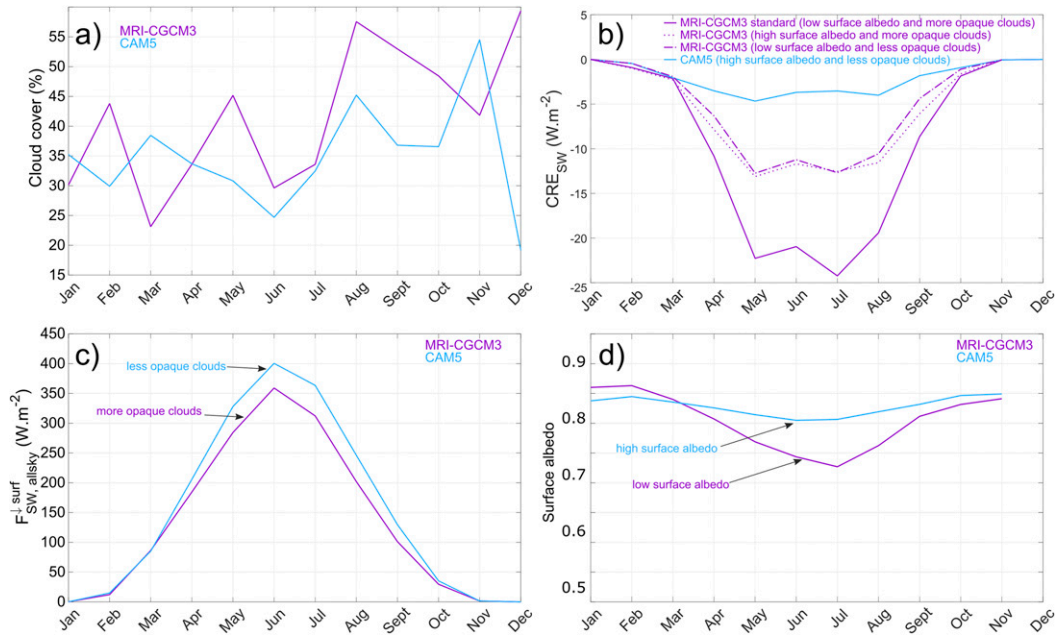 a)
MRI-CGCM3
CAM5
Cloud cover (%)
55
50
45
40
35
30
25
20
15
Jan
Feb
Mar
Apr
May
Jun
Jul
Aug
Sept
Oct
Nov
Dec
b)
MRI-CGCM3 standard (low surface albedo and more opaque clouds)
MRI-CGCM3 (high surface albedo and more opaque clouds)
MRI-CGCM3 (low surface albedo and less opaque clouds)
CAM5 (high surface albedo and less opaque clouds)
CRE SW (W.m-2)
0
-5
-10
-15
-20
-25
Jan
Feb
Mar
Apr
May
Jun
Jul
Aug
Sept
Oct
Nov
Dec
c)
MRI-CGCM3
CAM5
less opaque clouds
more opaque clouds
F↓ surf SW, allsky (W.m-2)
450
400
350
300
250
200
150
100
50
0
Jan
Feb
Mar
Apr
May
Jun
Jul
Aug
Sept
Oct
Nov
Dec
d)
MRI-CGCM3
CAM5
high surface albedo
low surface albedo
Surface albedo
0.9
0.8
0.7
0.6
0.5
Jan
Feb
Mar
Apr
May
Jun
Jul
Aug
Sept
Oct
Nov
Dec